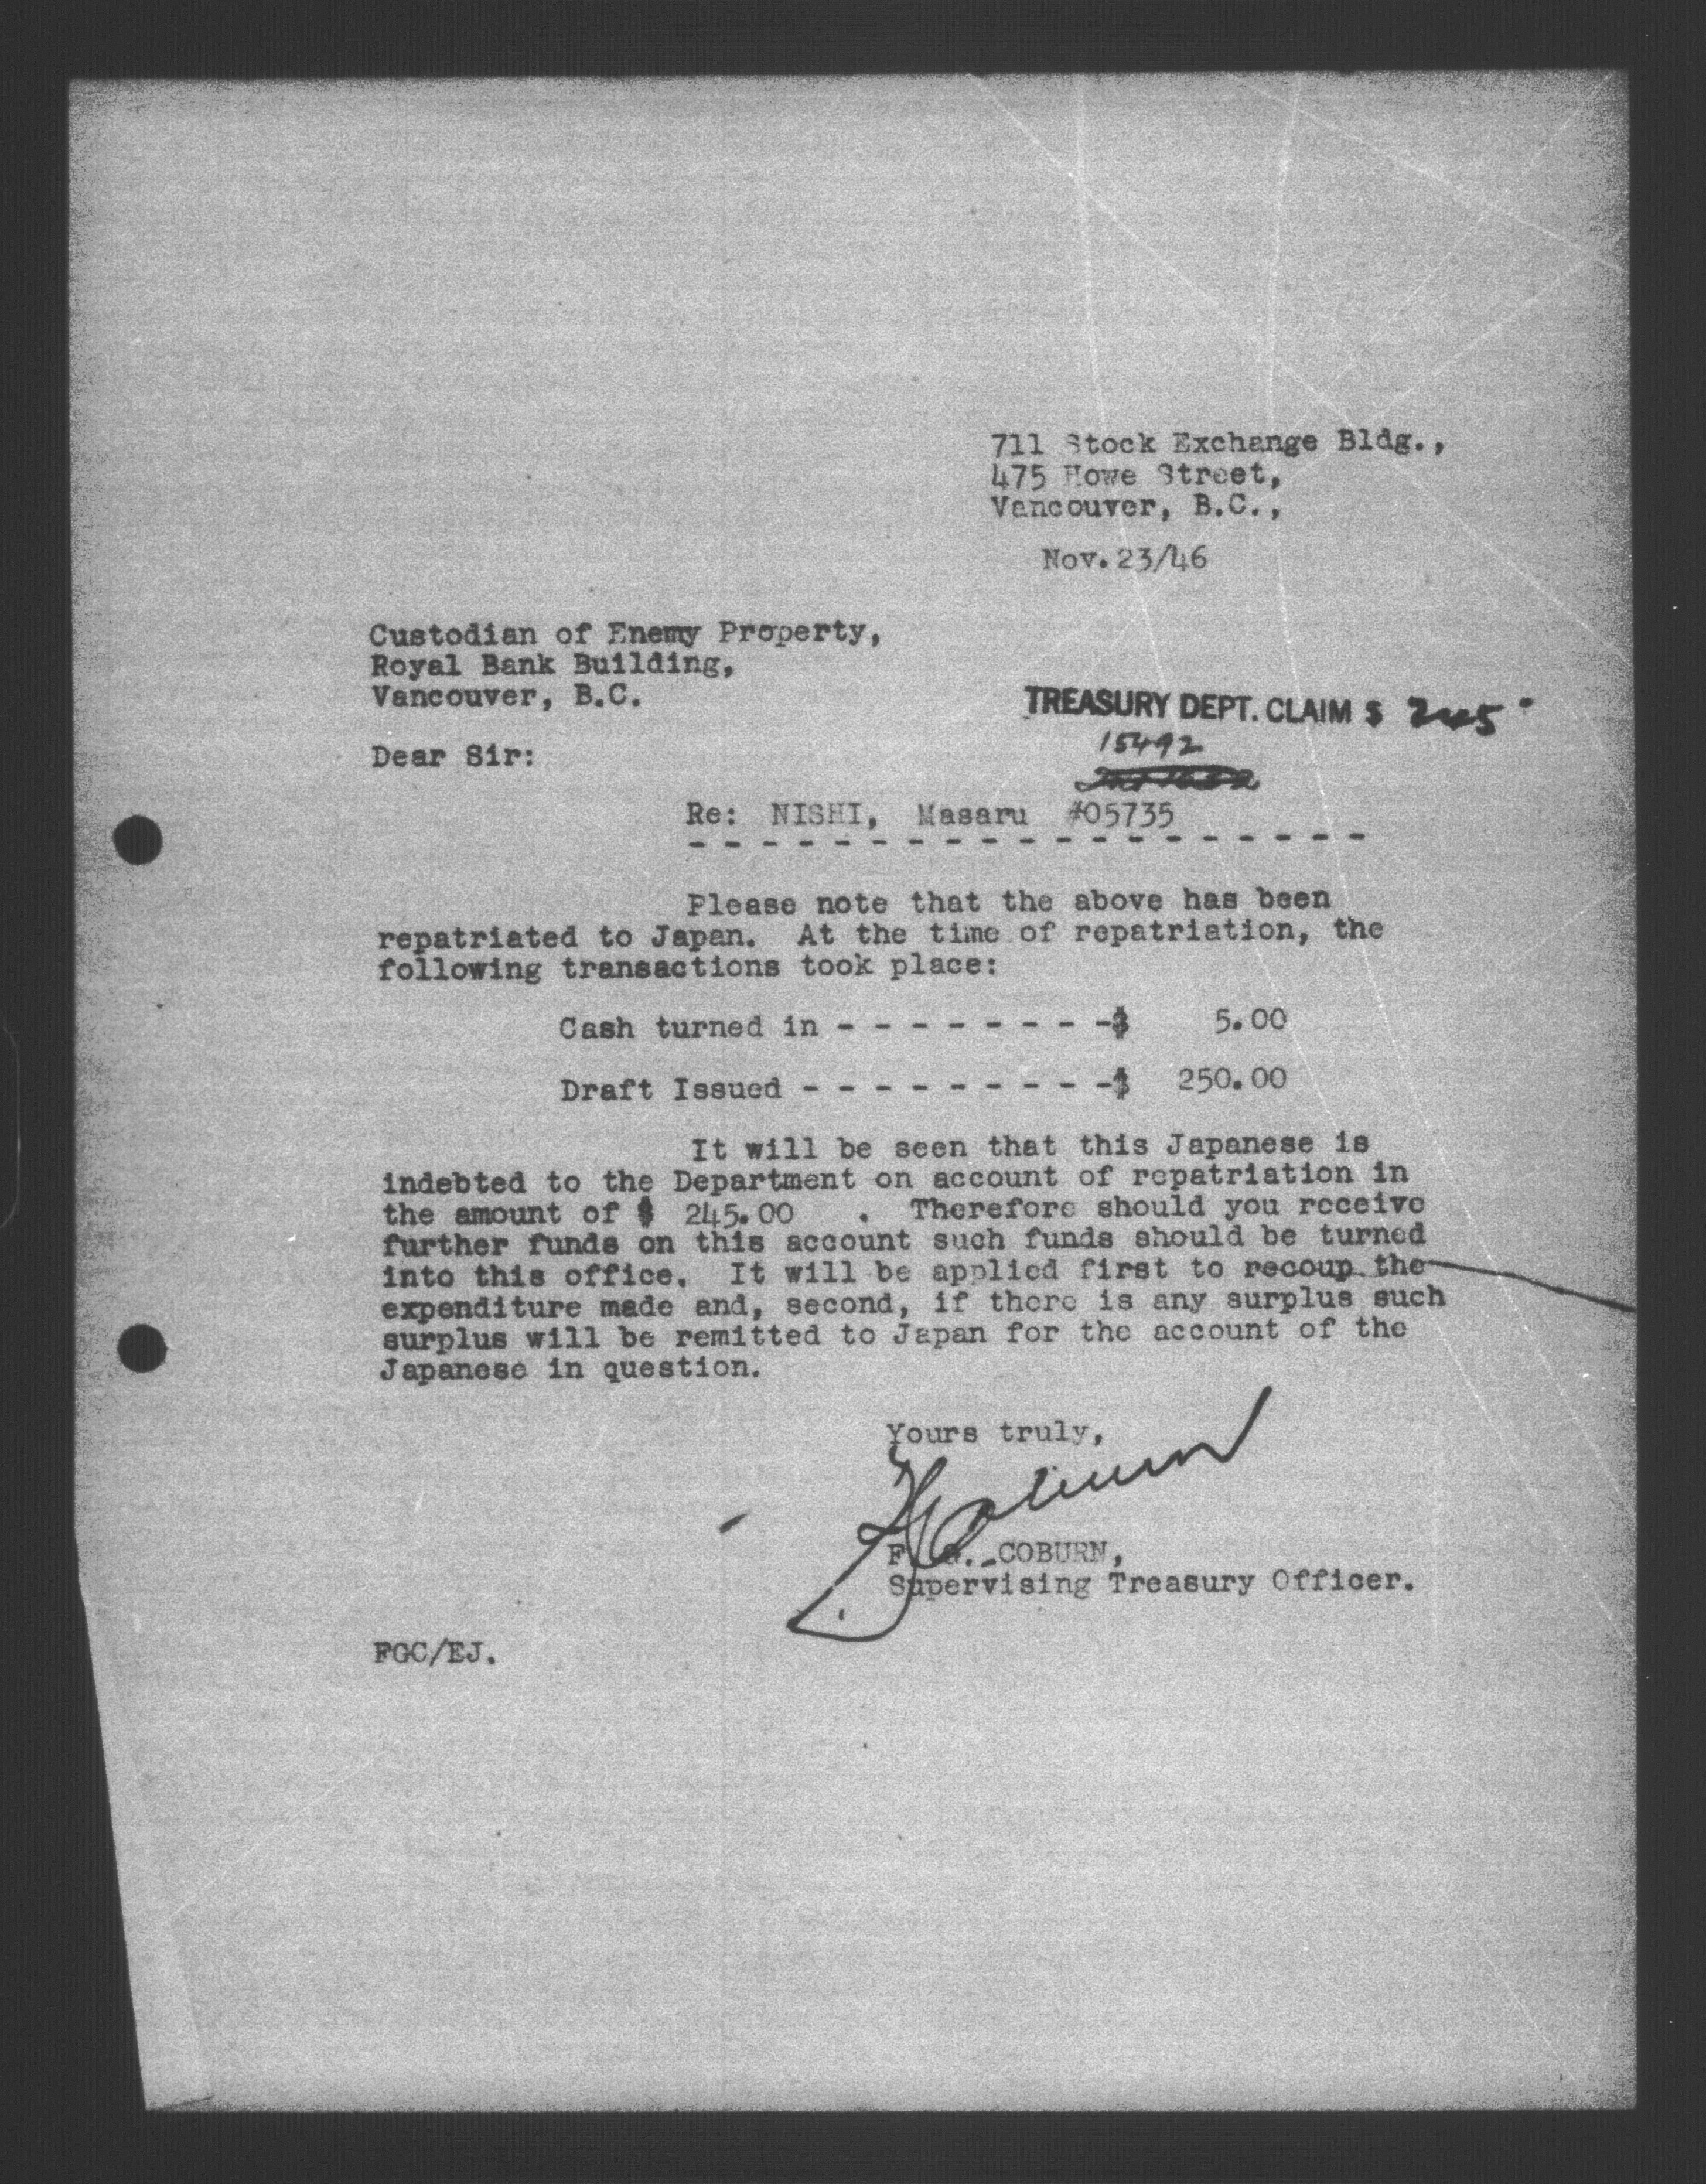 711 Stock Exchange Bldg.,
475 Howe Street,
Vancouver, B.C.,
Nov. 23/46
Custodian of Enemy Property,
Royal Bank Building,
Vancouver, B.C.
TREASURY DEPT. CLAIM $ 245
15492
Dear Sir:
Re: NISHI, Masaru #05735
- - - - - - - - - - - - - - - - - - -
Please note that the above has been
repatriated to Japan. At the time of repatriation, the
following transactions took place:
Cash turned in - - - - - - - -$ 5.00
Draft Issued - - - - - - - - -$ 250.00
It will be seen that this Japanese is
indebted to the Department on account of repatriation in
the amount of $ 245.00 . Therefore should you receive
further funds on this account such funds should be turned
into this office. It will be applied first to recoup the
expenditure made and, second, if there is any surplus such
surplus will be remitted to Japan for the account of the
Japanese in question.
Yours truly,
F. G. COBURN,
Supervising Treasury Officer.
FGC/EJ.